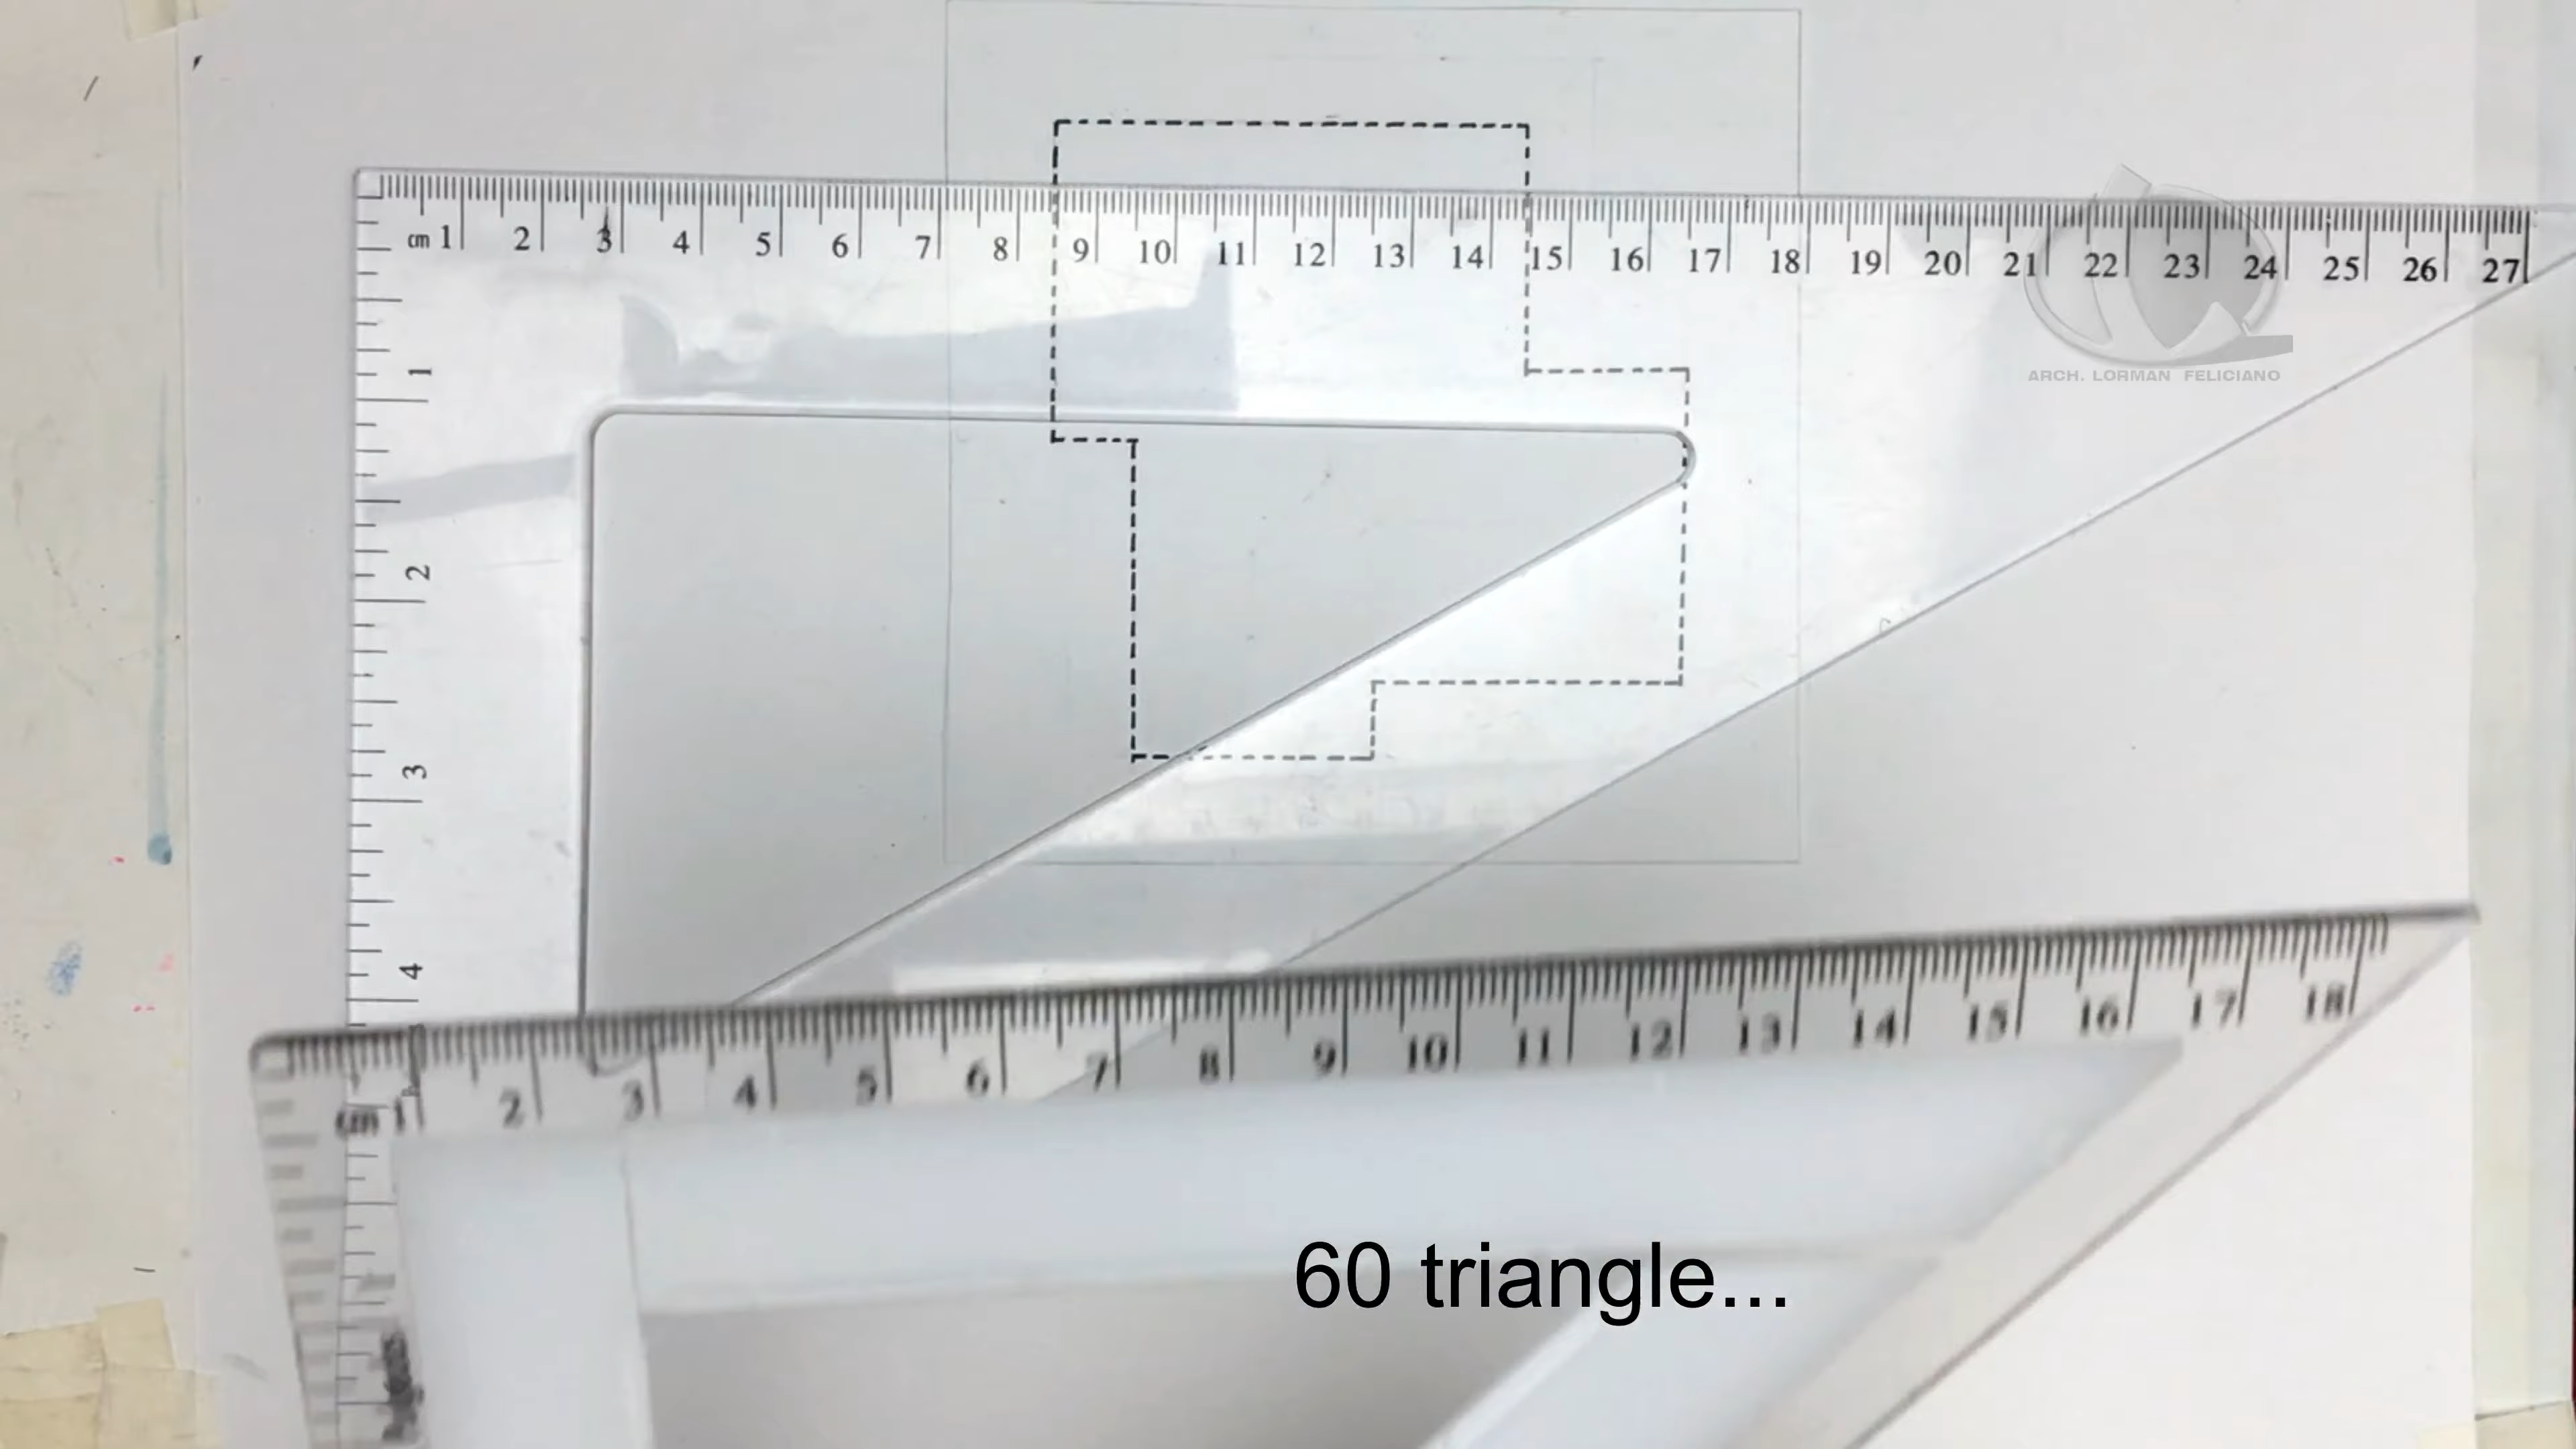 cm 1 2 3 4 5 6 7 8 9 10 11 12 13 14 15 16 17 18 19 20 21 22 23 24 25 26 27
ARCH. LORMAN FELICIANO
1
2
3
4
cm 1 2 3 4 5 6 7 8 9 10 11 12 13 14 15 16 17 18
60 triangle...